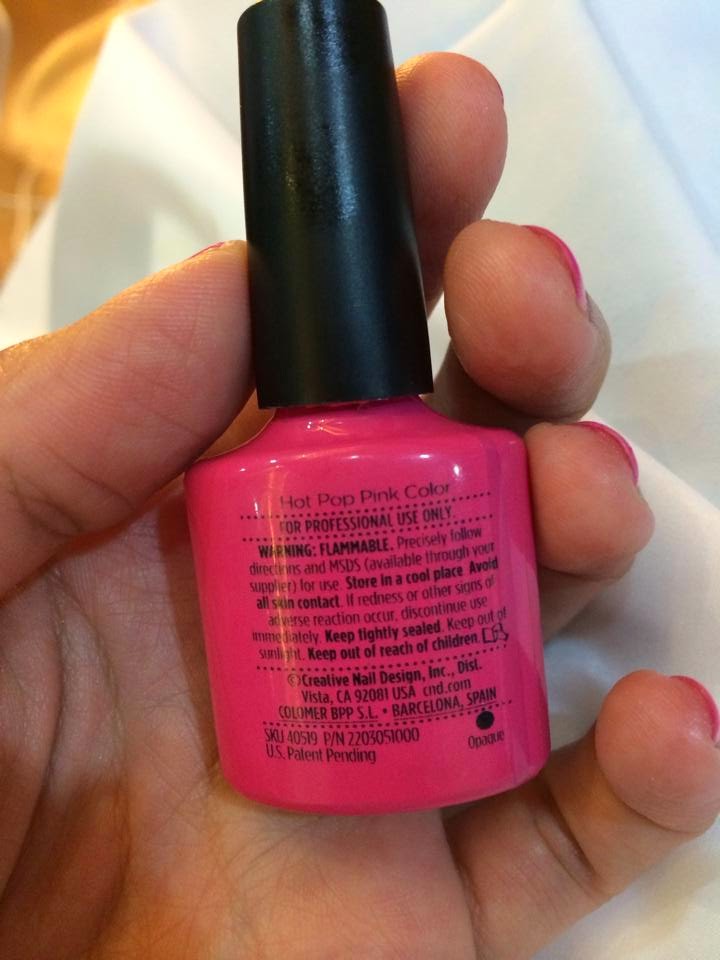 Hot Pop Pink Color
FOR PROFESSIONAL USE ONLY.
WARNING: FLAMMABLE. Precisely follow
directions and MSDS (available through your
supplier) for use. Store in a cool place. Avoid
all skin contact. If redness or other signs of
adverse reaction occur, discontinue use
immediately. Keep tightly sealed. Keep out of
sunlight. Keep out of reach of children.
©Creative Nail Design, Inc., Dist.
Vista, CA 92081 USA cnd.com
COLOMER BPP S.L. • BARCELONA, SPAIN
SKU 40519 P/N 2203051000
Opaque
U.S. Patent Pending